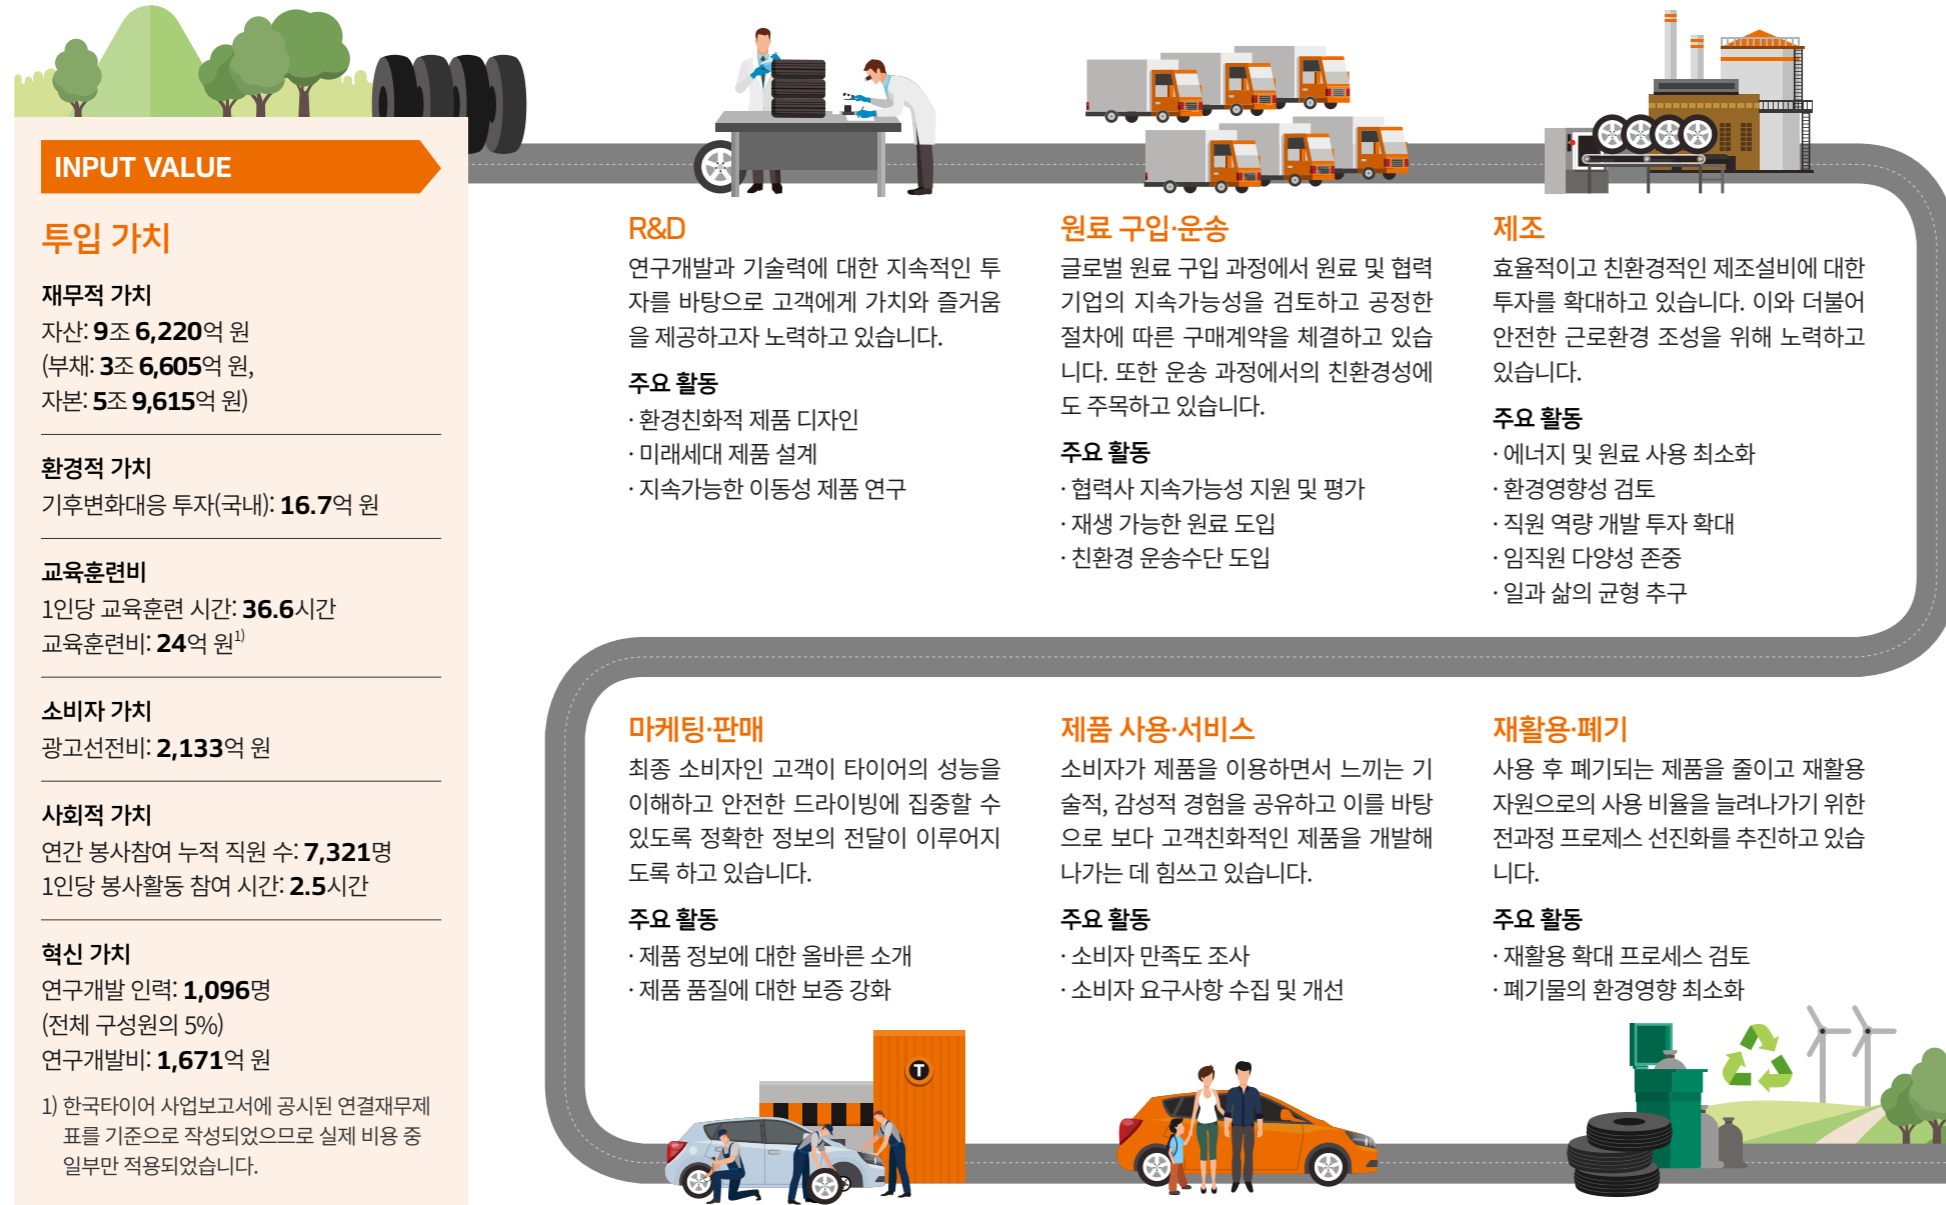 INPUT VALUE
투입 가치
재무적 가치
자산: 9조 6,220억 원
(부채: 3조 6,605억 원,
자본: 5조 9,615억 원)
환경적 가치
기후변화대응 투자(국내): 16.7억 원
교육훈련비
1인당 교육훈련 시간: 36.6시간
교육훈련비: 24억 원1)
소비자 가치
광고선전비: 2,133억 원
사회적 가치
연간 봉사참여 누적 직원 수: 7,321명
1인당 봉사활동 참여 시간: 2.5시간
혁신 가치
연구개발 인력: 1,096명
(전체 구성원의 5%)
연구개발비: 1,671억 원
1) 한국타이어 사업보고서에 공시된 연결재무제
표를 기준으로 작성되었으므로 실제 비용 중
일부만 적용되었습니다.
R&D
연구개발과 기술력에 대한 지속적인 투
자를 바탕으로 고객에게 가치와 즐거움
을 제공하고자 노력하고 있습니다.
주요 활동
· 환경친화적 제품 디자인
· 미래세대 제품 설계
· 지속가능한 이동성 제품 연구
원료 구입·운송
글로벌 원료 구입 과정에서 원료 및 협력
기업의 지속가능성을 검토하고 공정한
절차에 따른 구매계약을 체결하고 있습
니다. 또한 운송 과정에서의 친환경성에
도 주목하고 있습니다.
주요 활동
· 협력사 지속가능성 지원 및 평가
· 재생 가능한 원료 도입
· 친환경 운송수단 도입
제조
효율적이고 친환경적인 제조설비에 대한
투자를 확대하고 있습니다. 이와 더불어
안전한 근로환경 조성을 위해 노력하고
있습니다.
주요 활동
· 에너지 및 원료 사용 최소화
· 환경영향성 검토
· 직원 역량 개발 투자 확대
· 임직원 다양성 존중
· 일과 삶의 균형 추구
마케팅·판매
최종 소비자인 고객이 타이어의 성능을
이해하고 안전한 드라이빙에 집중할 수
있도록 정확한 정보의 전달이 이루어지
도록 하고 있습니다.
주요 활동
· 제품 정보에 대한 올바른 소개
· 제품 품질에 대한 보증 강화
제품 사용·서비스
소비자가 제품을 이용하면서 느끼는 기
술적, 감성적 경험을 공유하고 이를 바탕
으로 보다 고객친화적인 제품을 개발해
나가는 데 힘쓰고 있습니다.
주요 활동
· 소비자 만족도 조사
· 소비자 요구사항 수집 및 개선
재활용·폐기
사용 후 폐기되는 제품을 줄이고 재활용
자원으로의 사용 비율을 늘려나가기 위한
전과정 프로제스 선진화를 추진하고 있습
니다.
주요 활동
· 재활용 확대 프로세스 검토
· 폐기물의 환경영향 최소화
T